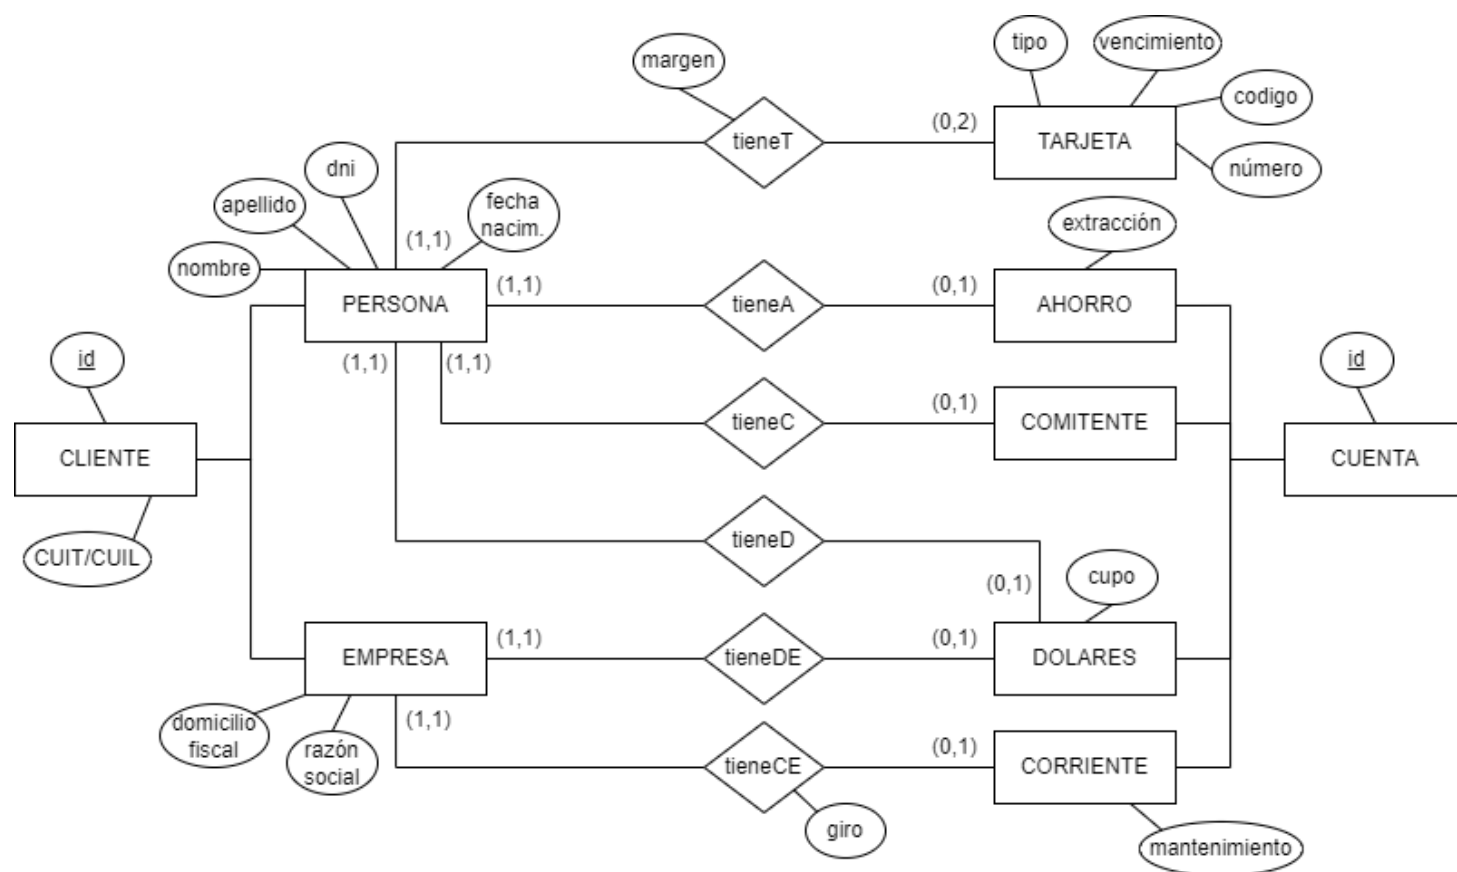 tipo
vencimiento
margen
codigo
(0,2)
tieneT
TARJETA
dni
número
apellido
fecha
nacim.
extracción
(1,1)
nombre
(1,1)
(0,1)
PERSONA
tieneA
AHORRO
id
(1,1)
(1,1)
id
(0,1)
tieneC
COMITENTE
CLIENTE
CUENTA
tieneD
CUIT/CUIL
(0,1)
cupo
(1,1)
(0,1)
EMPRESA
tieneDE
DOLARES
domicilio
fiscal
(1,1)
razón
social
(0,1)
tieneCE
CORRIENTE
giro
mantenimiento